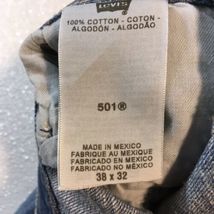 LEVI'S
100% COTTON - COTON -
ALGODÓN - ALGODÃO
501®
MADE IN MEXICO
FABRIQUE AU MEXIQUE
FABRICADO EN MEXICO
FABRICADO NO MÉXICO
38 x 32